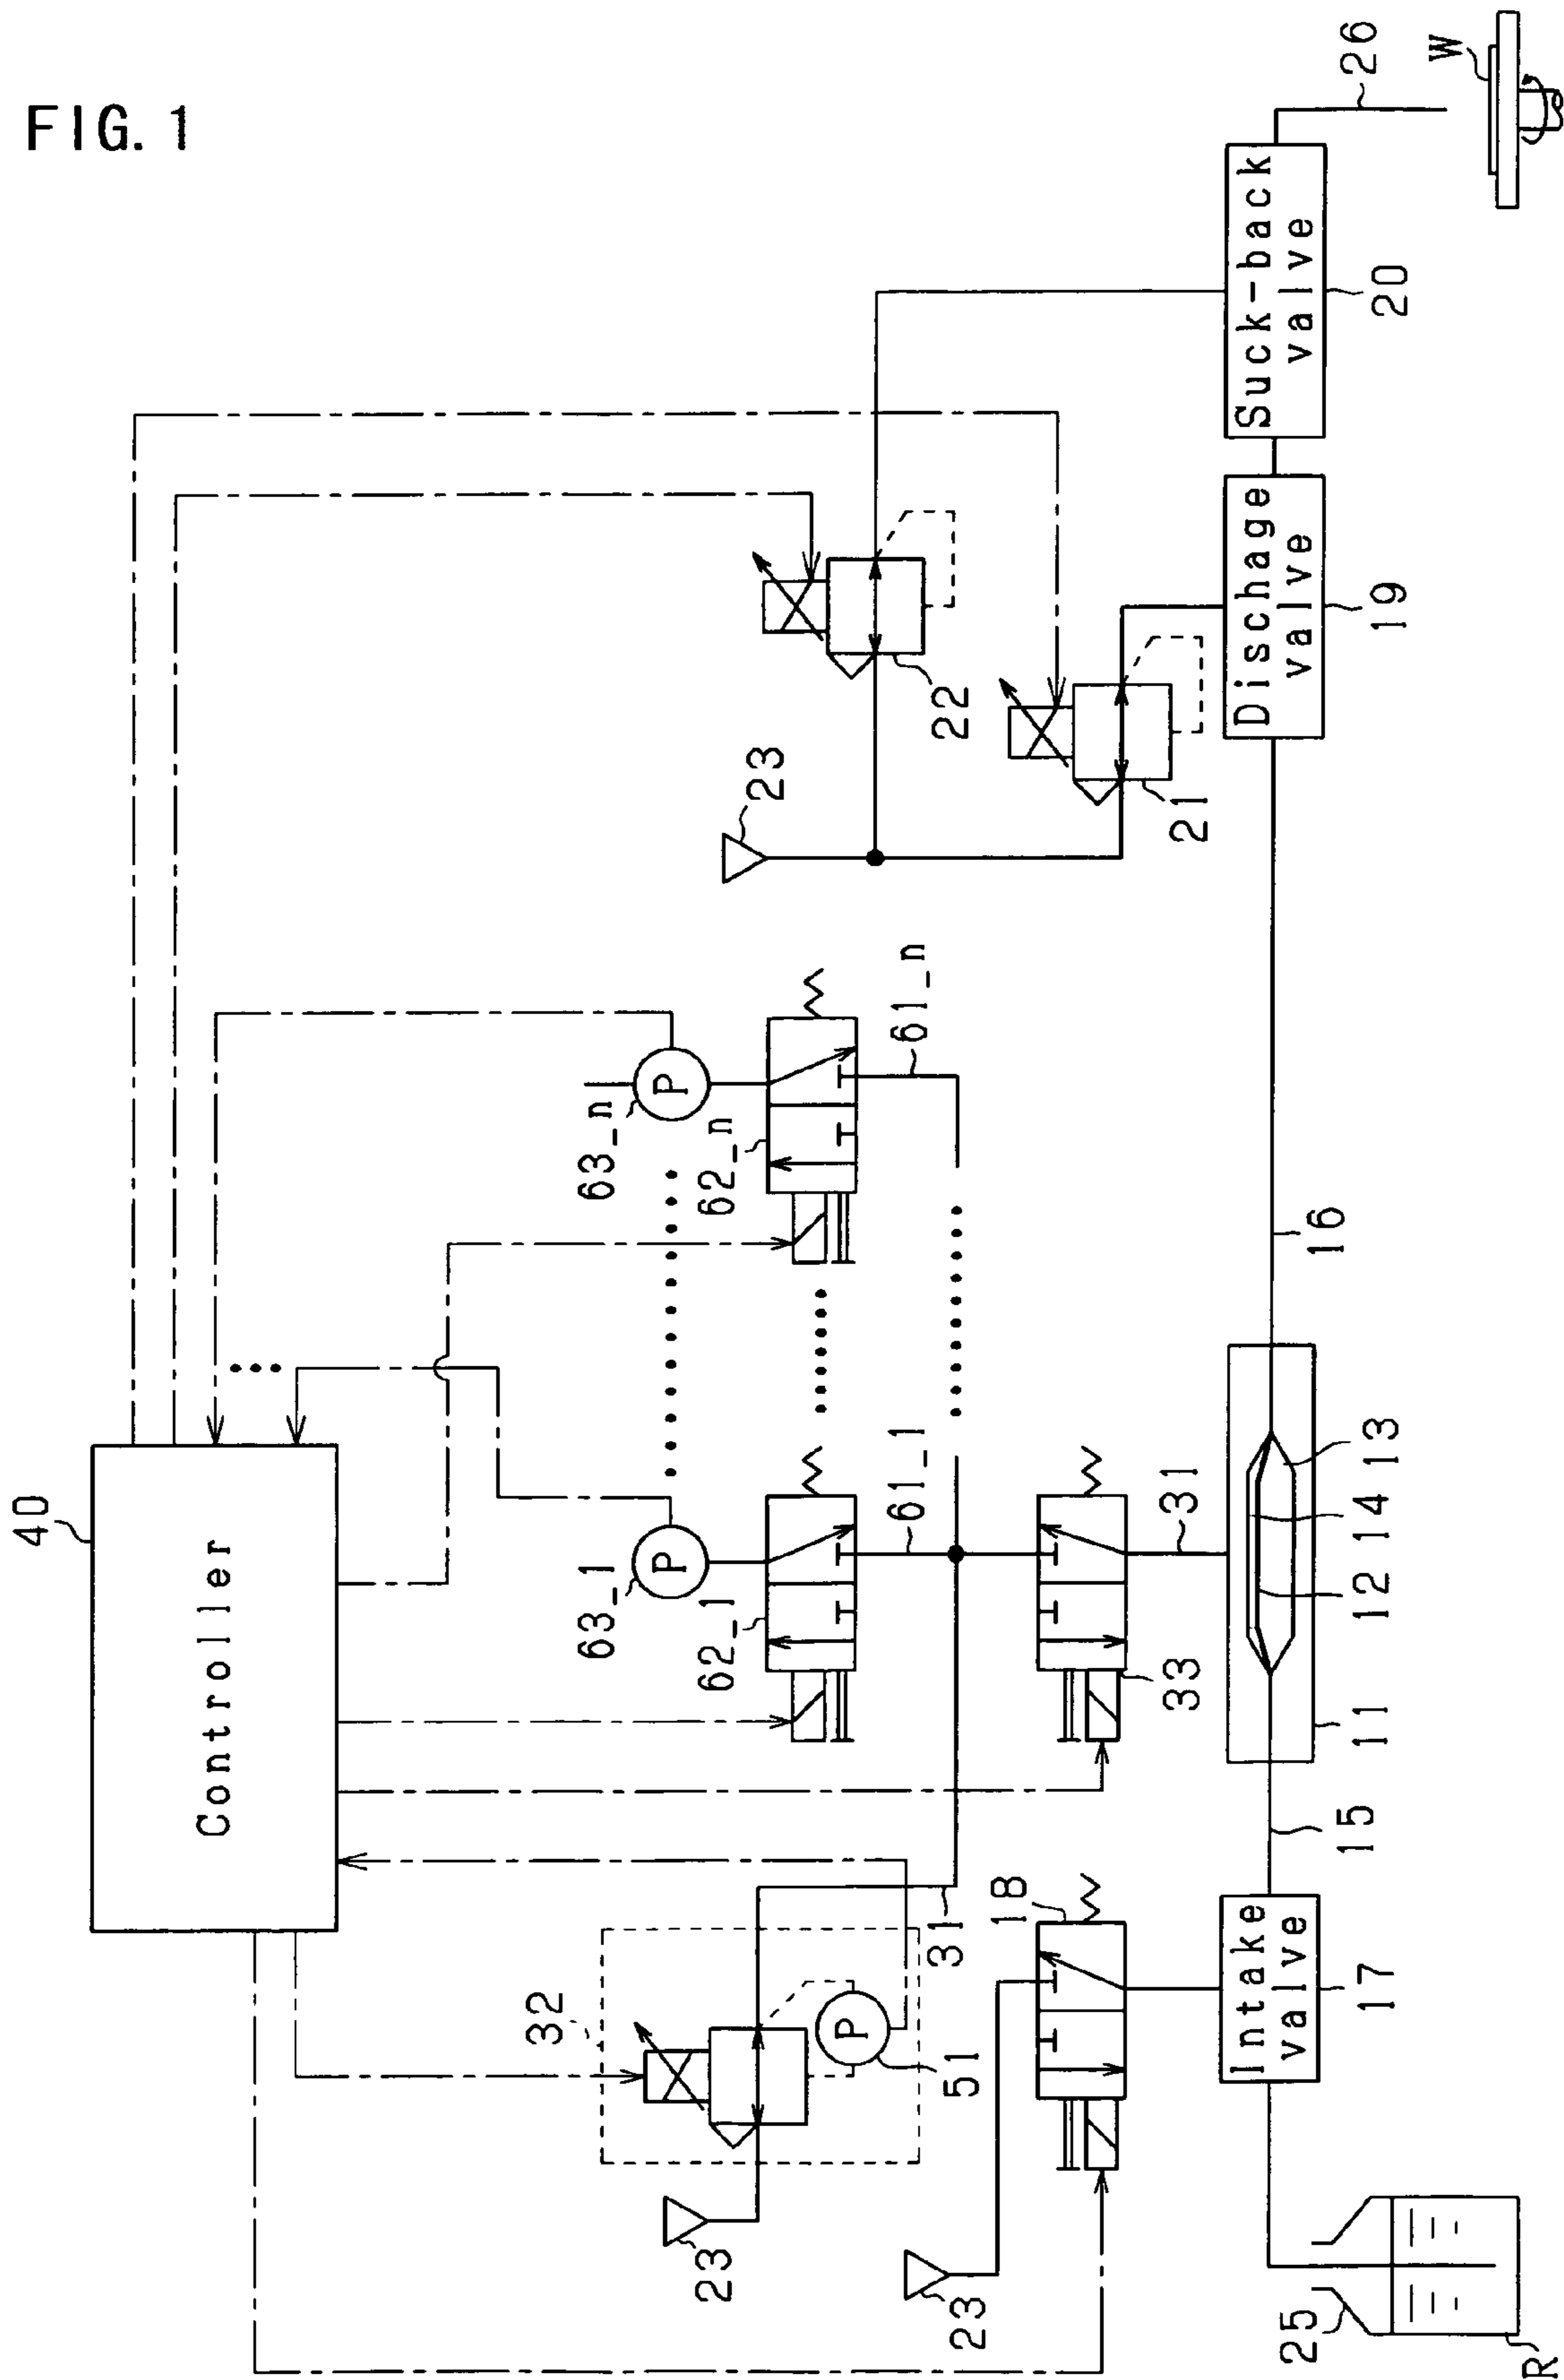 FIG. 1
40
Controller
63_1
63_n
P
P
62_1
62_n
61_1
61_n
23
22
21
32
P
51
31
23
23
18
33
31
Intake
valve
17
15
11
12
14
13
16
Dischage
valve
19
Suck-back
valve
20
26
W
25
R